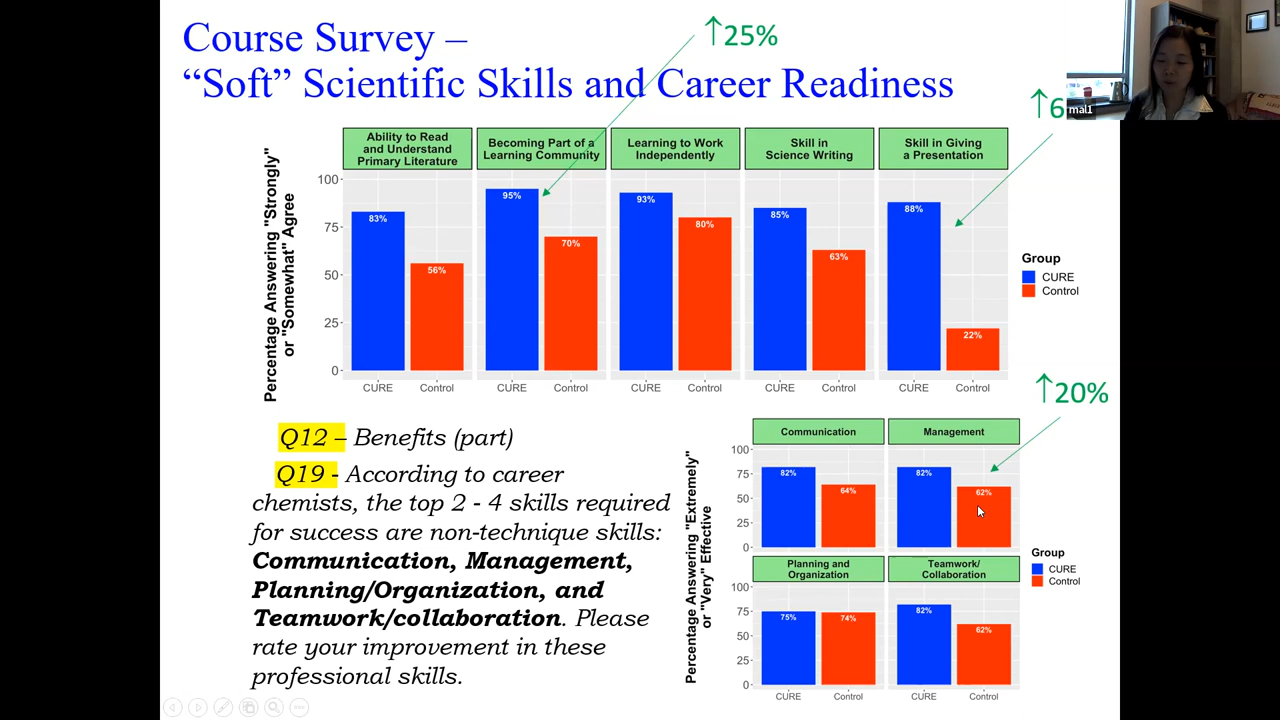 Course Survey –
“Soft” Scientific Skills and Career Readiness
↑25%
↑6
mal1
Ability to Read
and Understand
Primary Literature
Becoming Part of a
Learning Community
Learning to Work
Independently
Skill in
Science Writing
Skill in Giving
a Presentation
Percentage Answering "Strongly"
or "Somewhat" Agree
100
75
50
25
0
83%
56%
95%
70%
93%
80%
85%
63%
88%
22%
CURE
Control
CURE
Control
CURE
Control
CURE
Control
CURE
Control
Group
CURE
Control
Q12 – Benefits (part)
Q19 - According to career
chemists, the top 2 - 4 skills required
for success are non-technique skills:
Communication, Management,
Planning/Organization, and
Teamwork/collaboration. Please
rate your improvement in these
professional skills.
↑20%
Communication
Management
Percentage Answering "Extremely"
or "Very" Effective
100
75
50
25
0
82%
64%
82%
62%
Planning and
Organization
Teamwork/
Collaboration
100
75
50
25
0
75%
74%
82%
62%
CURE
Control
CURE
Control
Group
CURE
Control